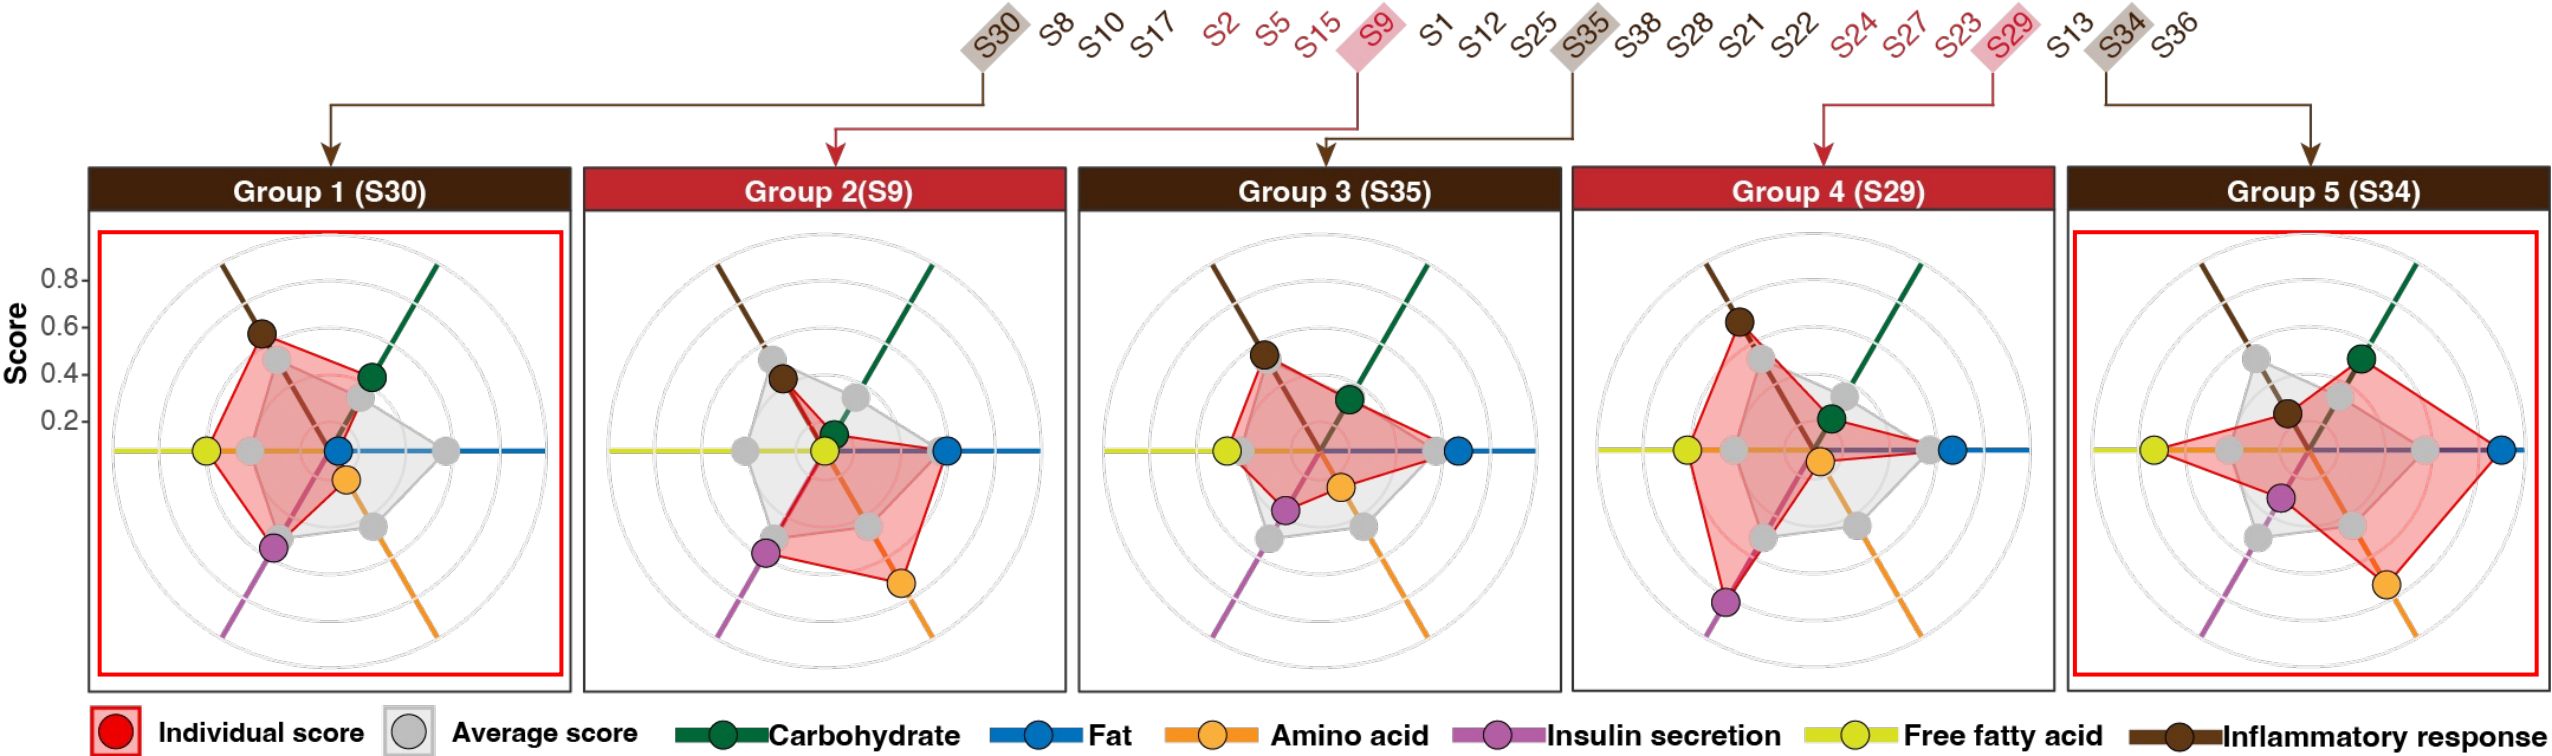 S30 S8 S10 S17 S2 S5 S15 S9 S1 S12 S25 S35 S38 S28 S21 S22 S24 S27 S23 S29 S13 S34 S36
Group 1 (S30) Group 2(S9) Group 3 (S35) Group 4 (S29) Group 5 (S34)
Score
0.8
0.6
0.4
0.2
Individual score Average score Carbohydrate Fat Amino acid Insulin secretion Free fatty acid Inflammatory response